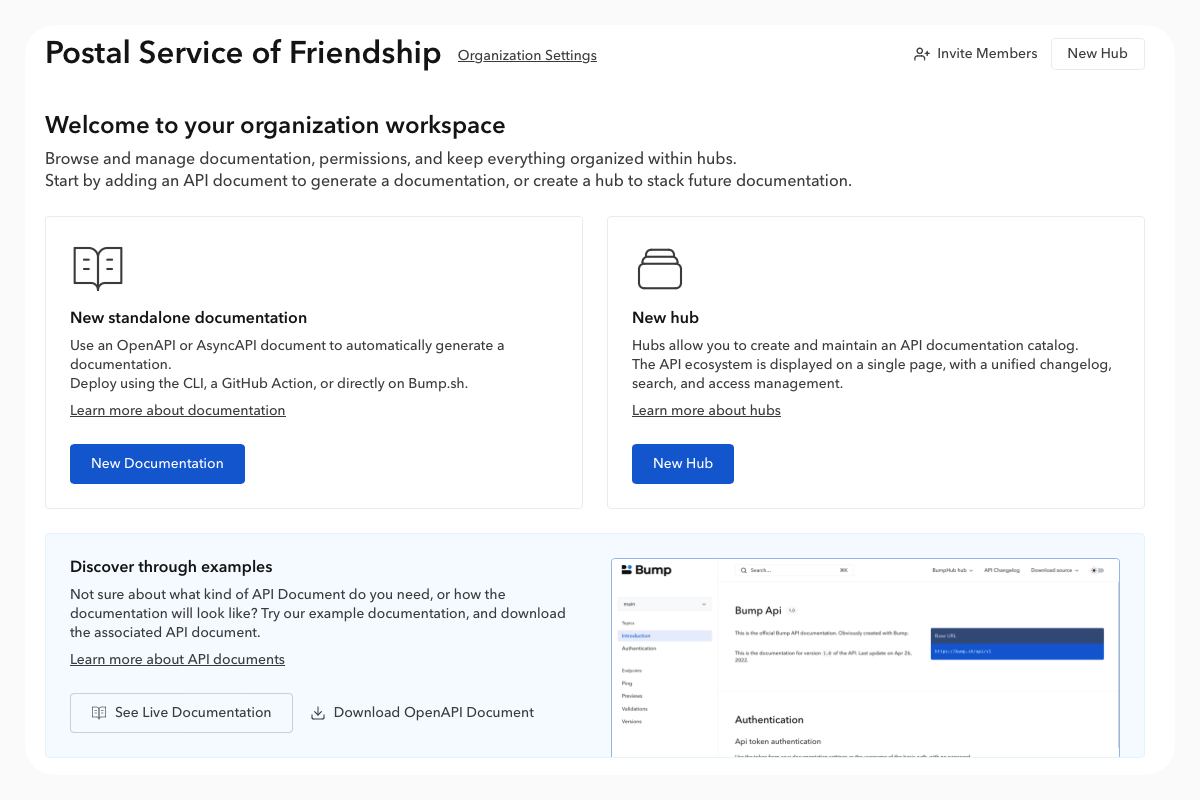 Postal Service of Friendship Organization Settings Invite Members New Hub
Welcome to your organization workspace
Browse and manage documentation, permissions, and keep everything organized within hubs.
Start by adding an API document to generate a documentation, or create a hub to stack future documentation.
New standalone documentation
Use an OpenAPI or AsyncAPI document to automatically generate a
documentation.
Deploy using the CLI, a GitHub Action, or directly on Bump.sh.
Learn more about documentation
New Documentation
New hub
Hubs allow you to create and maintain an API documentation catalog.
The API ecosystem is displayed on a single page, with a unified changelog,
search, and access management.
Learn more about hubs
New Hub
Discover through examples
Not sure about what kind of API Document do you need, or how the
documentation will look like? Try our example documentation, and download
the associated API document.
Learn more about API documents
See Live Documentation
Download OpenAPI Document
Bump
Search...
⌘K
BumpHub hub
API Changelog
Download source
main
Topics
Introduction
Authentication
Endpoints
Ping
Previews
Validations
Versions
Bump Api 1.0
This is the official Bump API documentation. Obviously created with Bump.
This is the documentation for version 1.0 of the API. Last update on Apr 26,
2022.
Base URL
https://bump.sh/api/v1
Authentication
Api token authentication